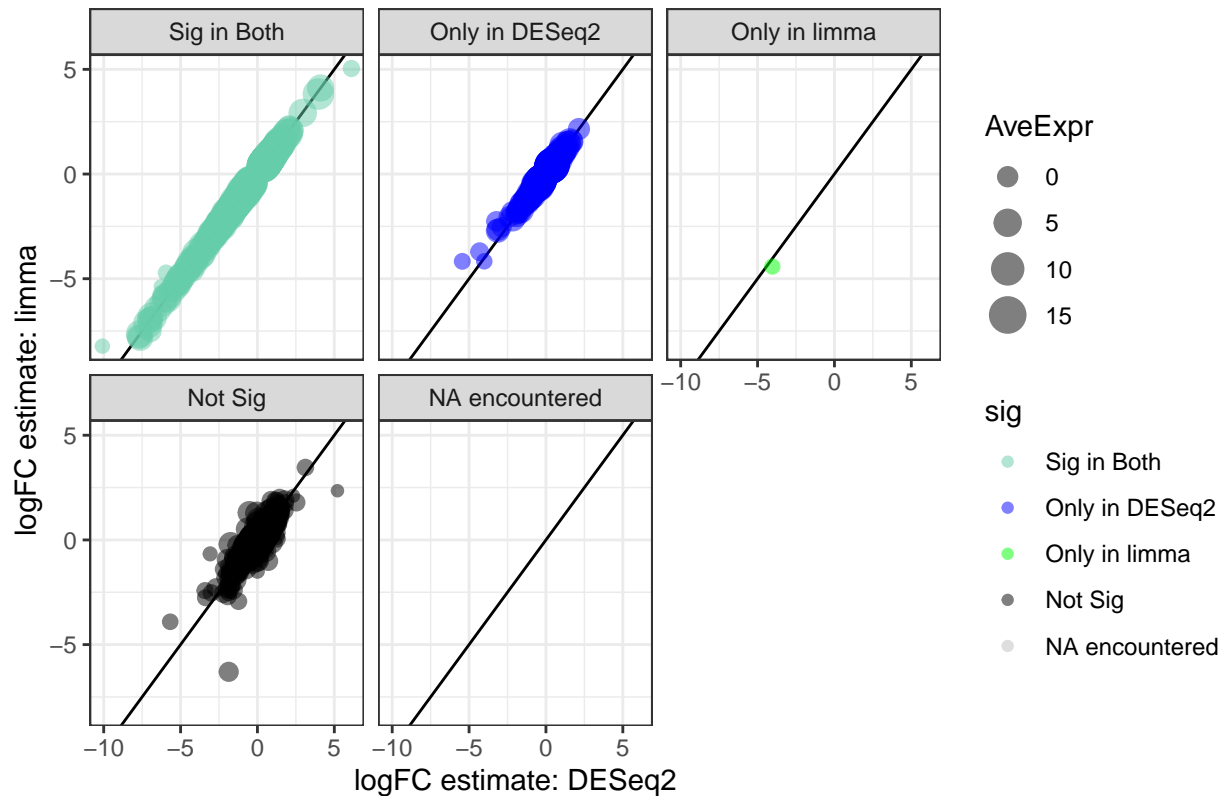 Sig in Both
Only in DESeq2
Only in limma
5
0
−5
−10 −5 0 5
Not Sig
NA encountered
5
0
−5
−10 −5 0 5
−10 −5 0 5
logFC estimate: limma
logFC estimate: DESeq2
AveExpr
0
5
10
15
sig
Sig in Both
Only in DESeq2
Only in limma
Not Sig
NA encountered